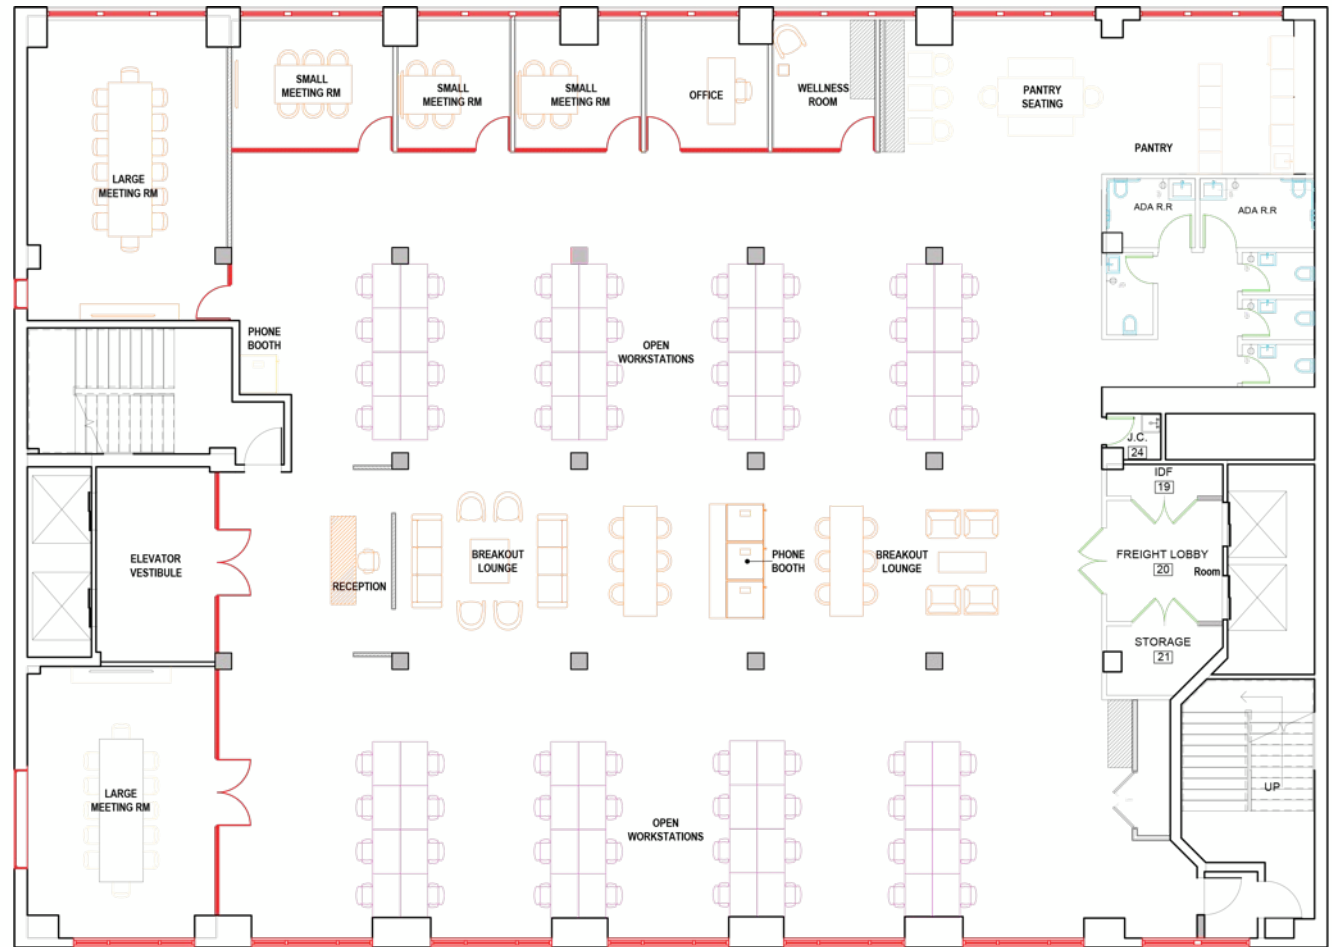 SMALL
MEETING RM
SMALL
MEETING RM
SMALL
MEETING RM
OFFICE
WELLNESS
ROOM
PANTRY
SEATING
PANTRY
LARGE
MEETING RM
ADA R.R
ADA R.R
PHONE
BOOTH
OPEN
WORKSTATIONS
J.C.
24
IDF
19
ELEVATOR
VESTIBULE
RECEPTION
BREAKOUT
LOUNGE
PHONE
BOOTH
BREAKOUT
LOUNGE
FREIGHT LOBBY
20
Room
STORAGE
21
LARGE
MEETING RM
OPEN
WORKSTATIONS
UP